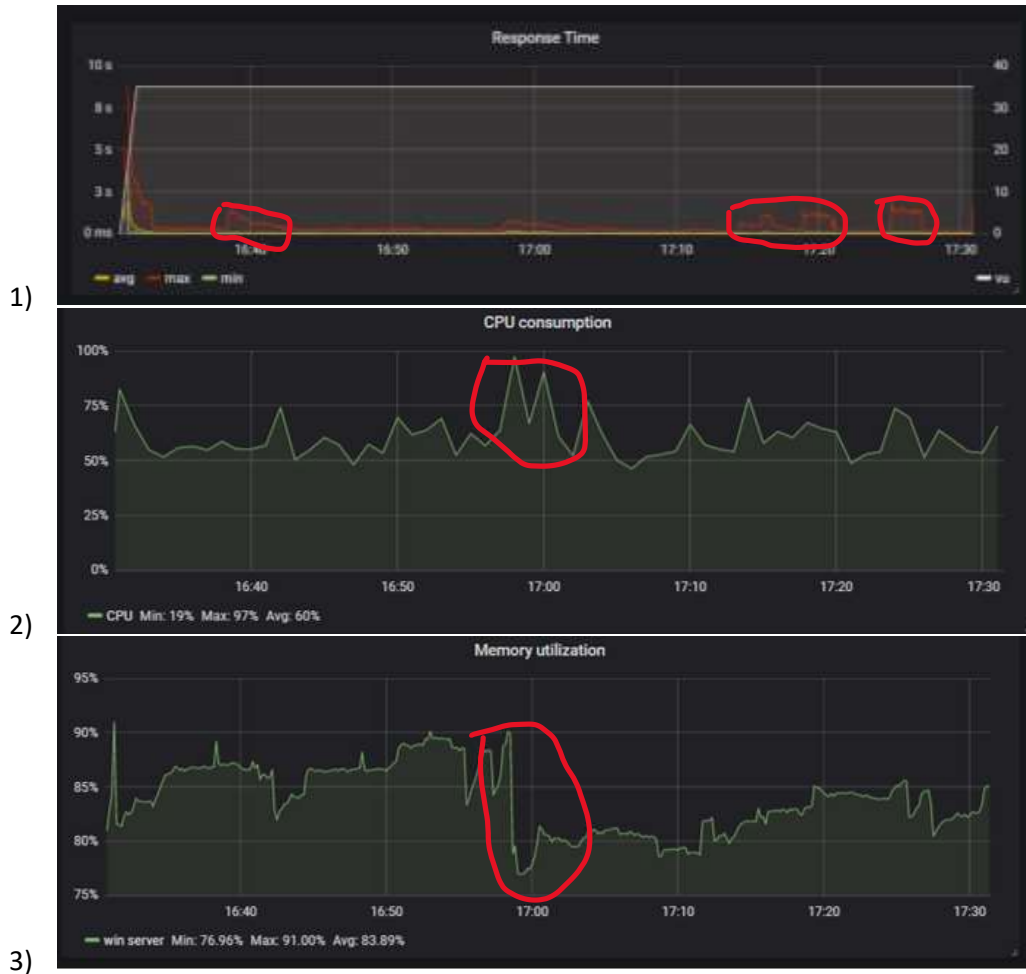 Response Time
10 s 40
8 s 30
5 s 20
3 s 10
0 ms 0
16:40 16:50 17:00 17:10 17:20 17:30
avg max min vu
1)
CPU consumption
100%
75%
50%
25%
0%
16:40 16:50 17:00 17:10 17:20 17:30
CPU Min: 19% Max: 97% Avg: 60%
2)
Memory utilization
95%
90%
85%
80%
75%
16:40 16:50 17:00 17:10 17:20 17:30
win server Min: 76.96% Max: 91.00% Avg: 83.89%
3)